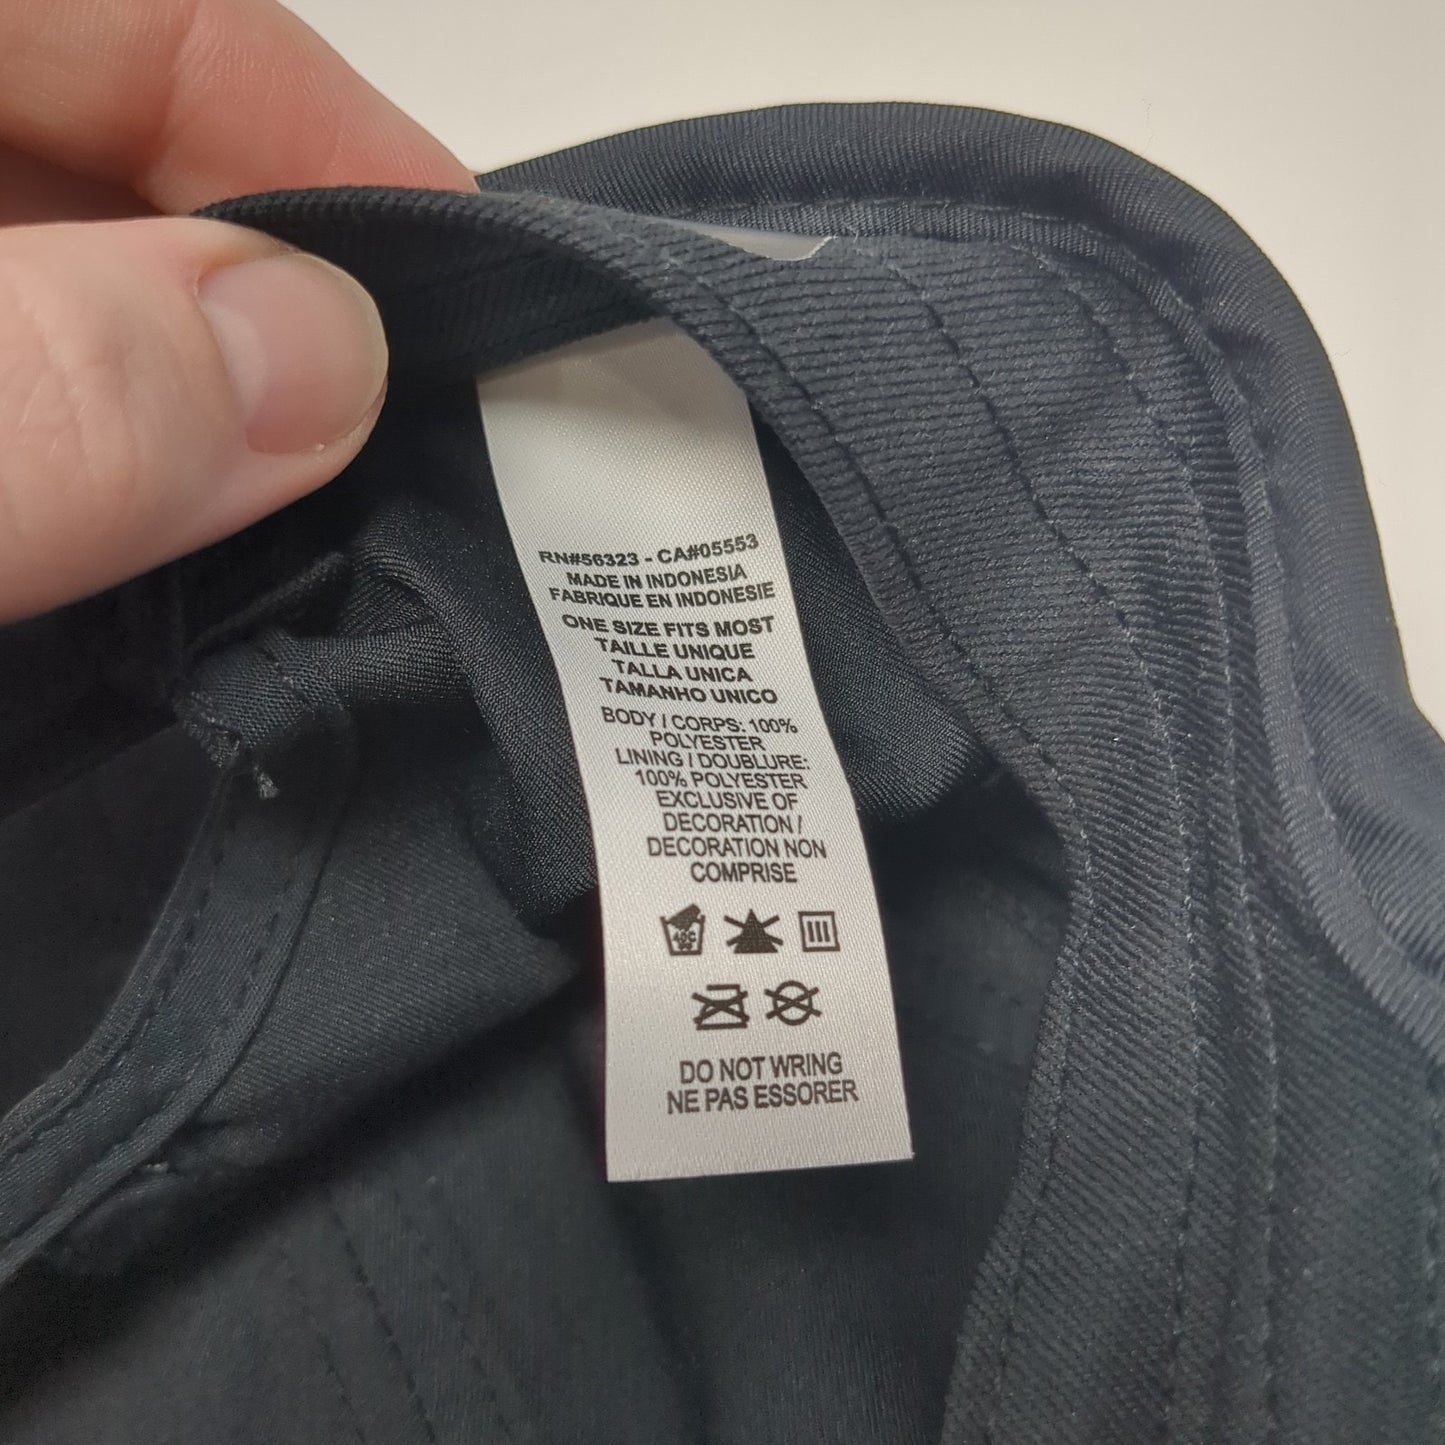 RN#56323 - CA#05553
MADE IN INDONESIA
FABRIQUE EN INDONESIE
ONE SIZE FITS MOST
TAILLE UNIQUE
TALLA UNICA
TAMANHO UNICO
BODY / CORPS: 100%
POLYESTER
LINING / DOUBLURE:
100% POLYESTER
EXCLUSIVE OF
DECORATION /
DECORATION NON
COMPRISE
DO NOT WRING
NE PAS ESSORER